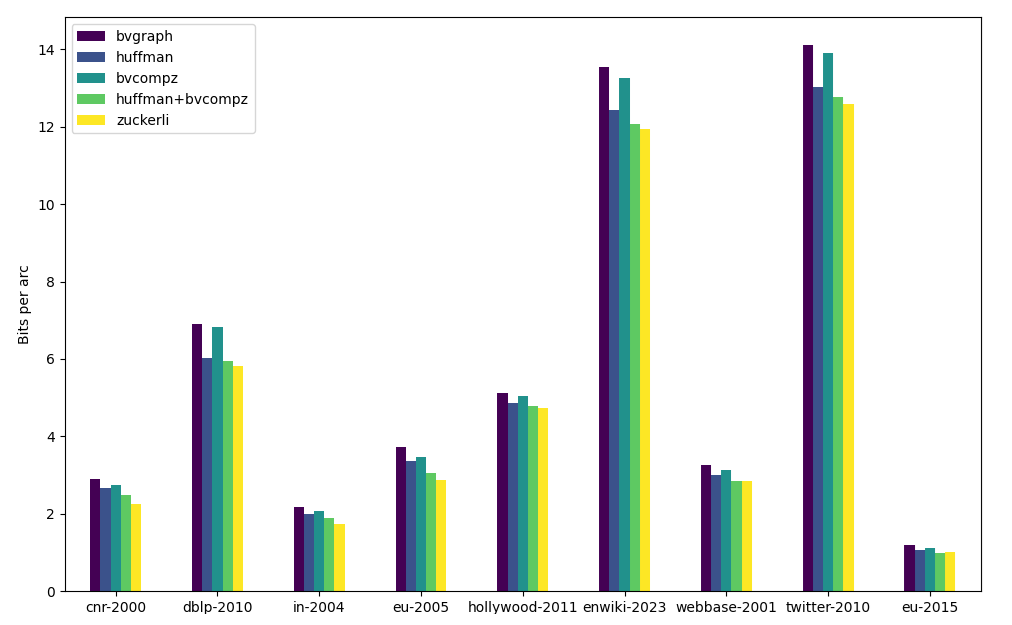 bvgraph
huffman
bvcompz
huffman+bvcompz
zuckerli
Bits per arc
14
12
10
8
6
4
2
0
cnr-2000 dblp-2010 in-2004 eu-2005 hollywood-2011 enwiki-2023 webbase-2001 twitter-2010 eu-2015